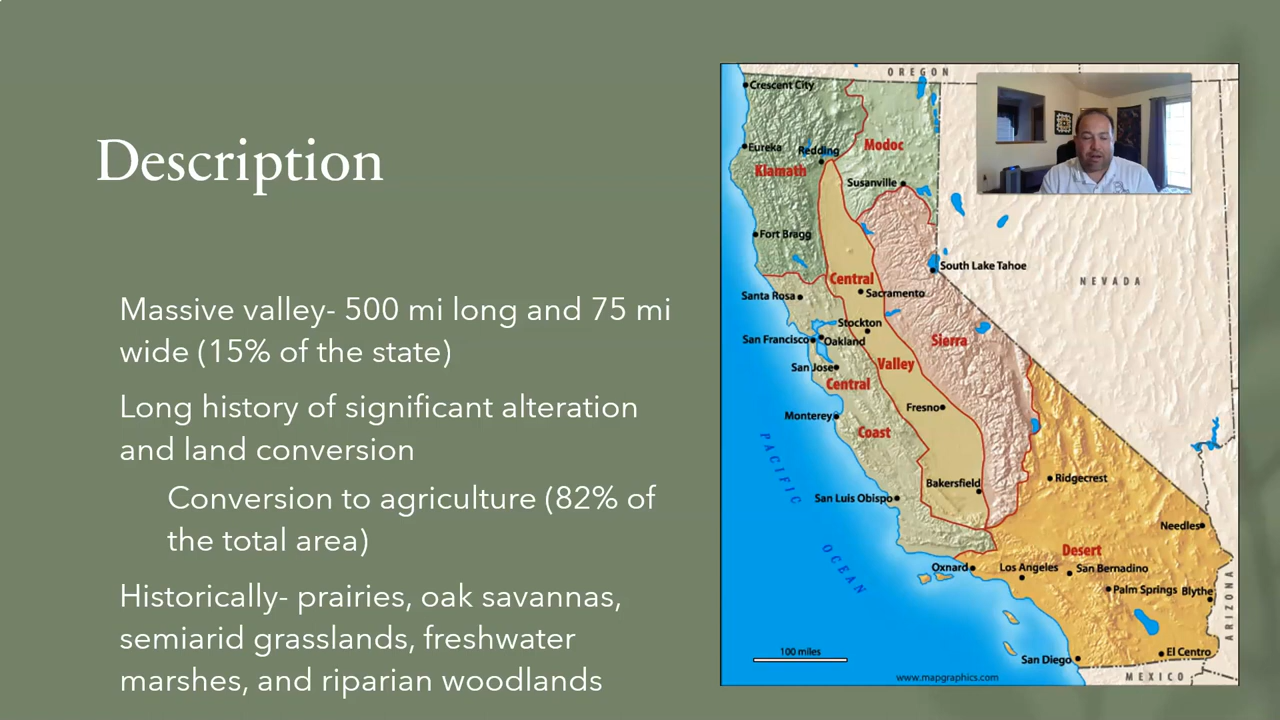 Description
Massive valley- 500 mi long and 75 mi
wide (15% of the state)
Long history of significant alteration
and land conversion
Conversion to agriculture (82% of
the total area)
Historically- prairies, oak savannas,
semiarid grasslands, freshwater
marshes, and riparian woodlands
OREGON
Crescent City
Eureka
Redding
Modoc
Klamath
Susanville
Fort Bragg
South Lake Tahoe
Central
NEVADA
Santa Rosa
Sacramento
Stockton
San Francisco
Oakland
Sierra
San Jose
Valley
Central
Monterey
Fresno
Coast
PACIFIC
Bakersfield
Ridgecrest
San Luis Obispo
Needles
OCEAN
Desert
Oxnard
Los Angeles
San Bernadino
Palm Springs
Blythe
ARIZONA
100 miles
San Diego
El Centro
www.mapgraphics.com
MEXICO